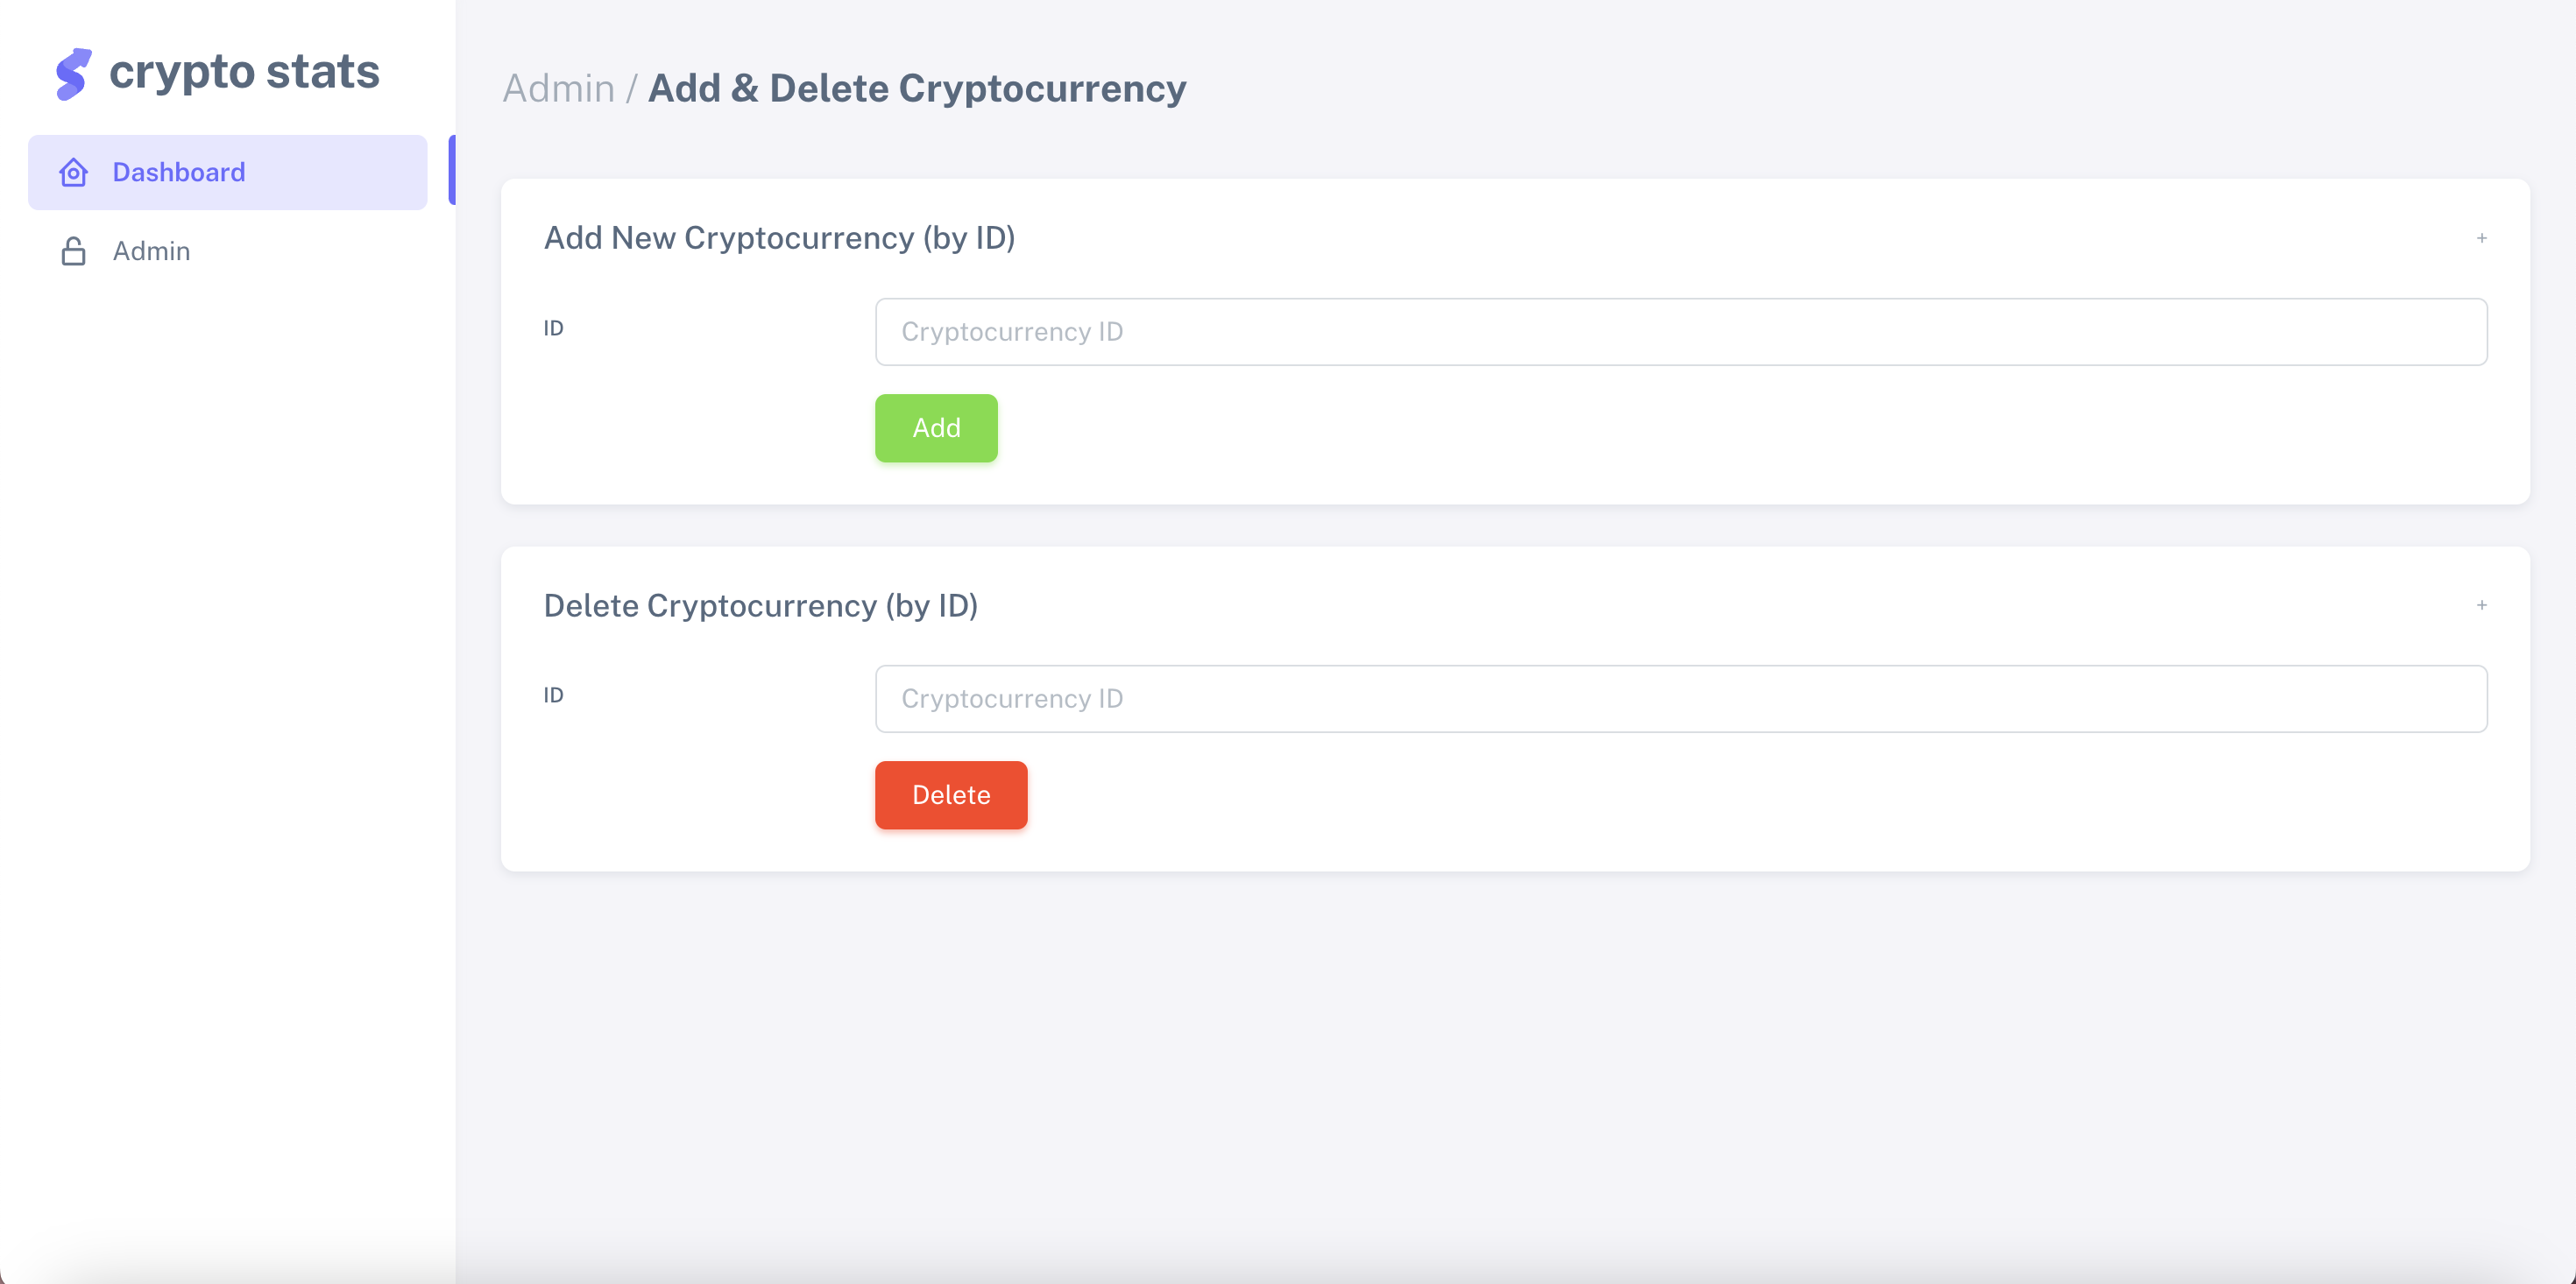 crypto stats
Dashboard
Admin
Admin / Add & Delete Cryptocurrency
Add New Cryptocurrency (by ID)
+
ID
Cryptocurrency ID
Add
Delete Cryptocurrency (by ID)
+
ID
Cryptocurrency ID
Delete